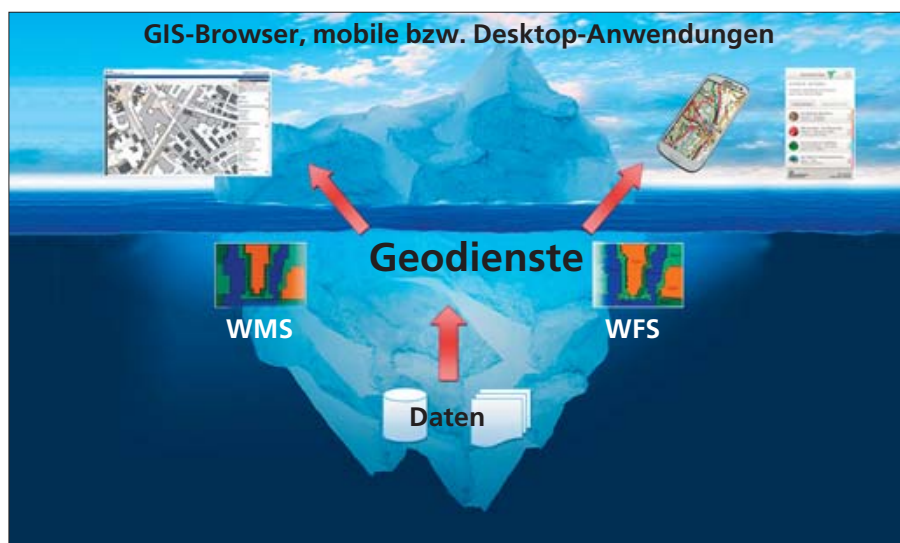 GIS-Browser, mobile bzw. Desktop-Anwendungen
Geodienste
WMS
WFS
Daten